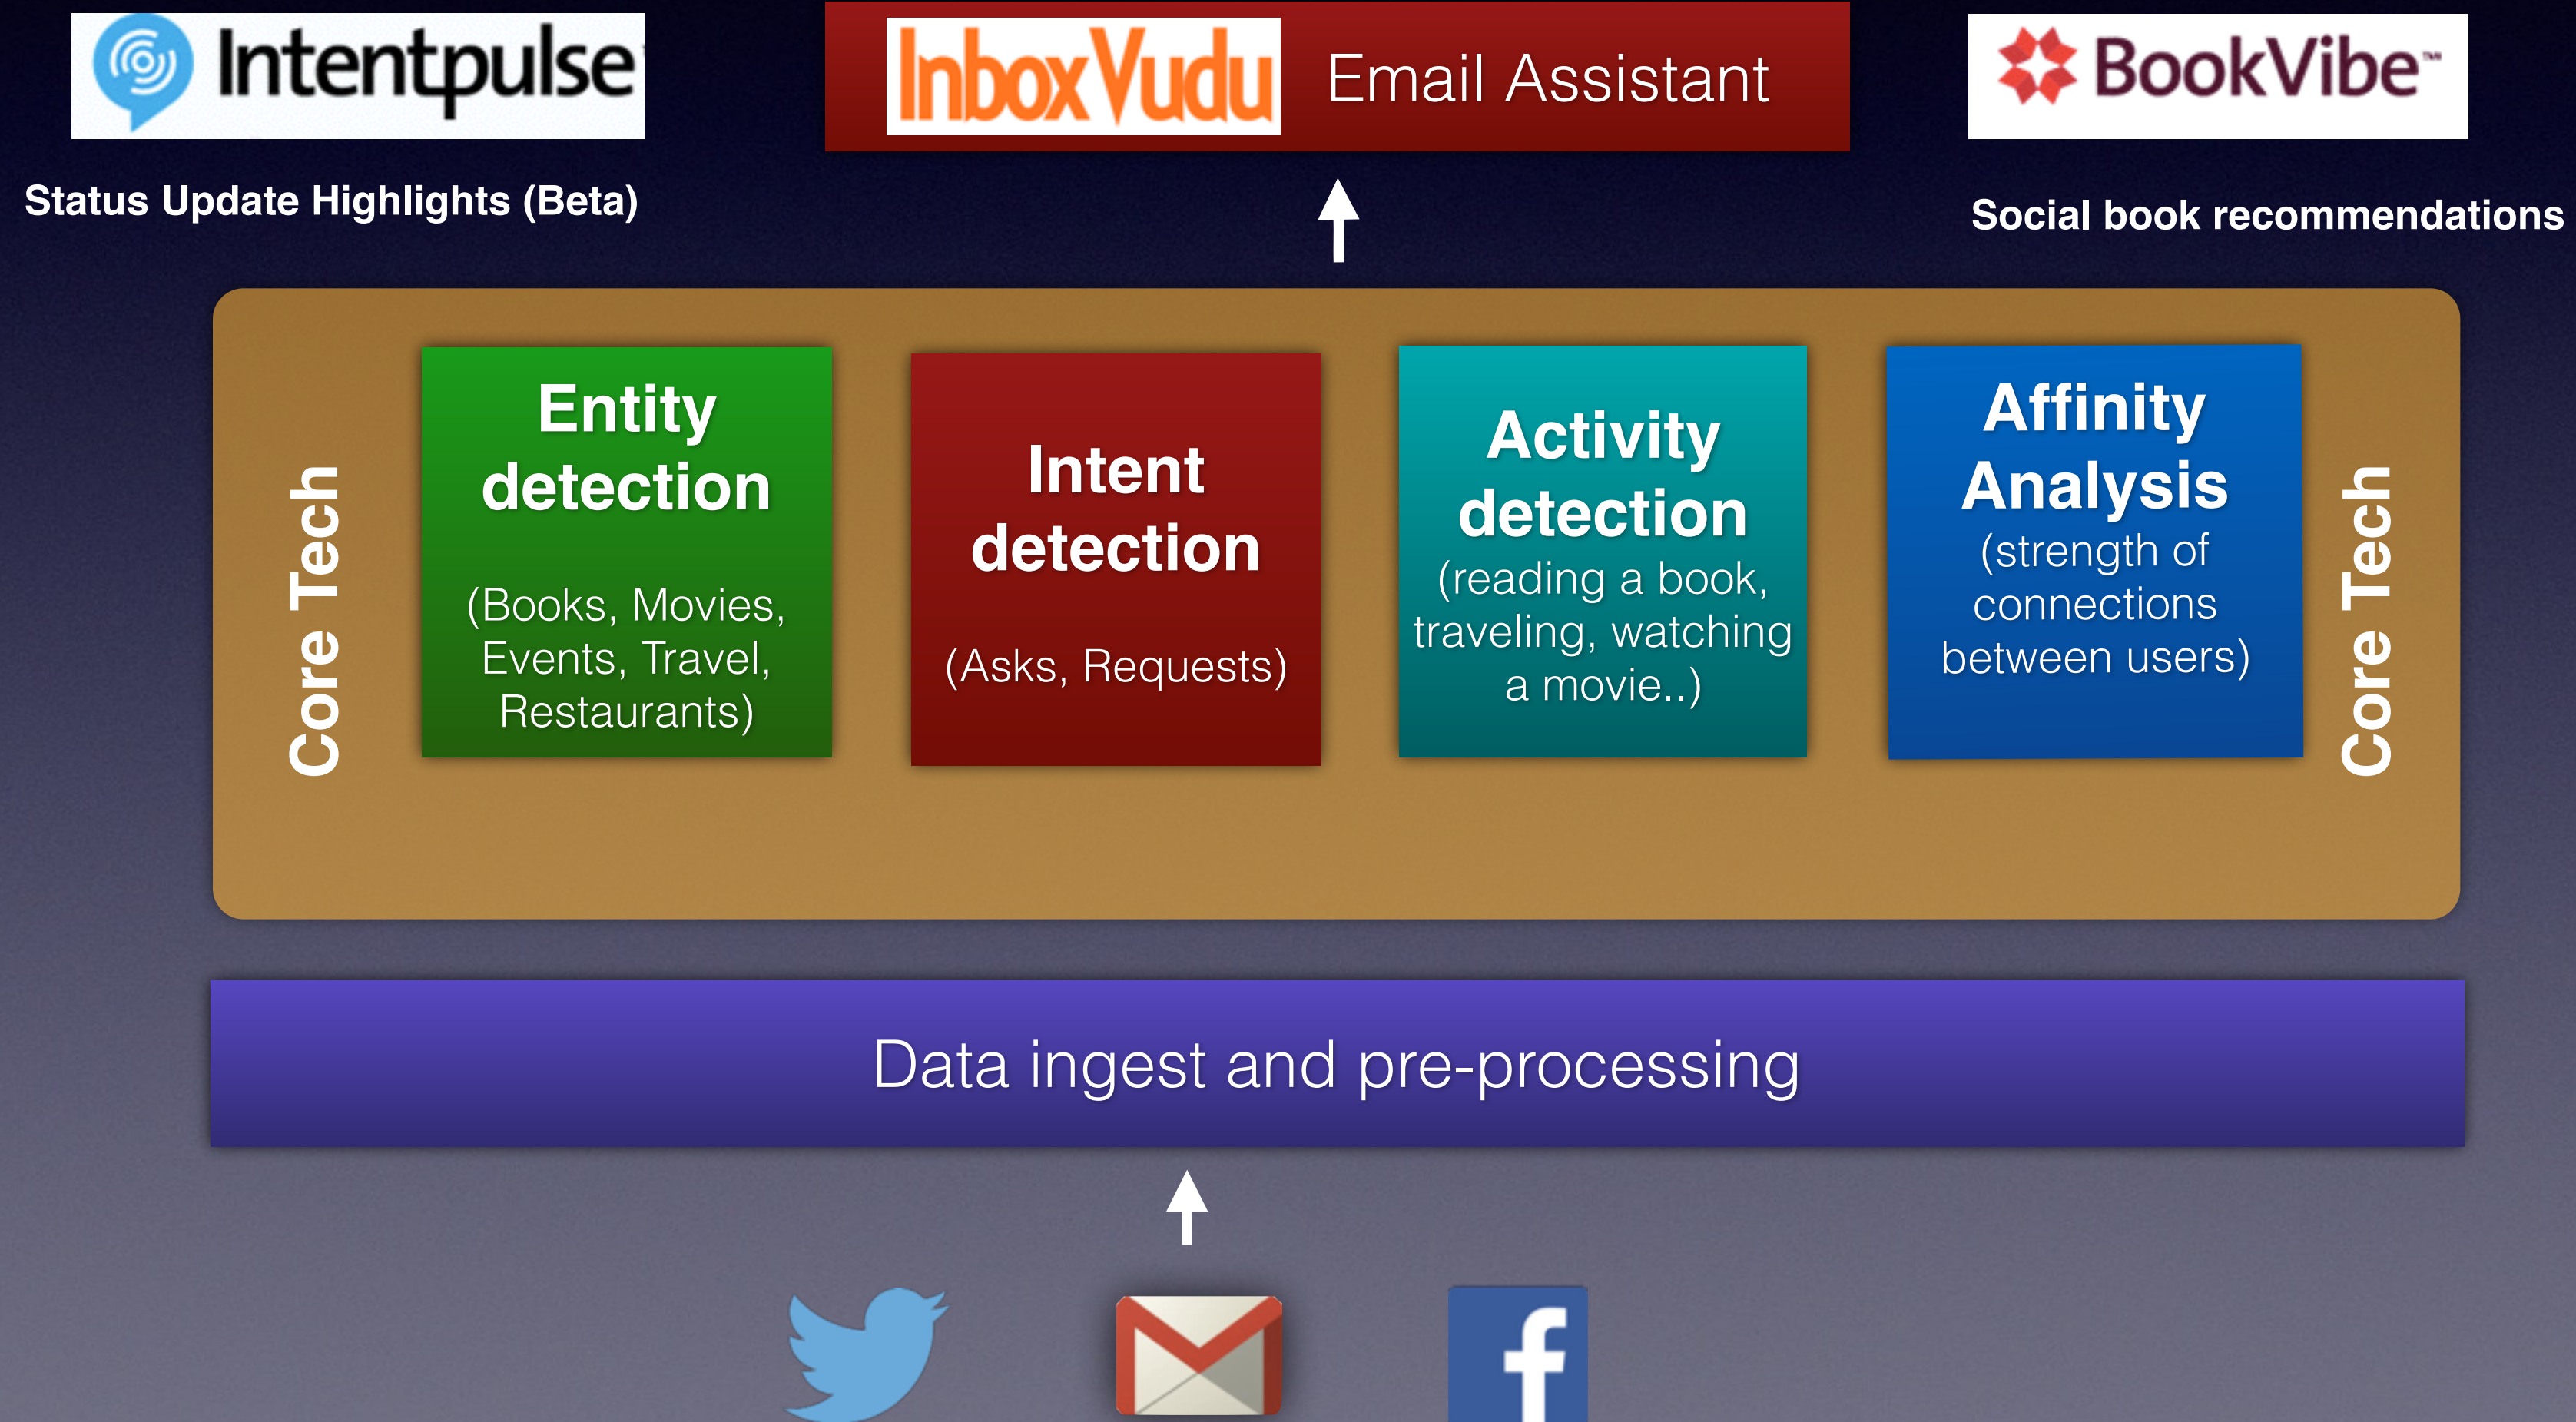 Intentpulse
InboxVudu Email Assistant
BookVibe™
Status Update Highlights (Beta)
Social book recommendations
Core Tech
Entity
detection
(Books, Movies,
Events, Travel,
Restaurants)
Intent
detection
(Asks, Requests)
Activity
detection
(reading a book,
traveling, watching
a movie..)
Affinity
Analysis
(strength of
connections
between users)
Core Tech
Data ingest and pre-processing